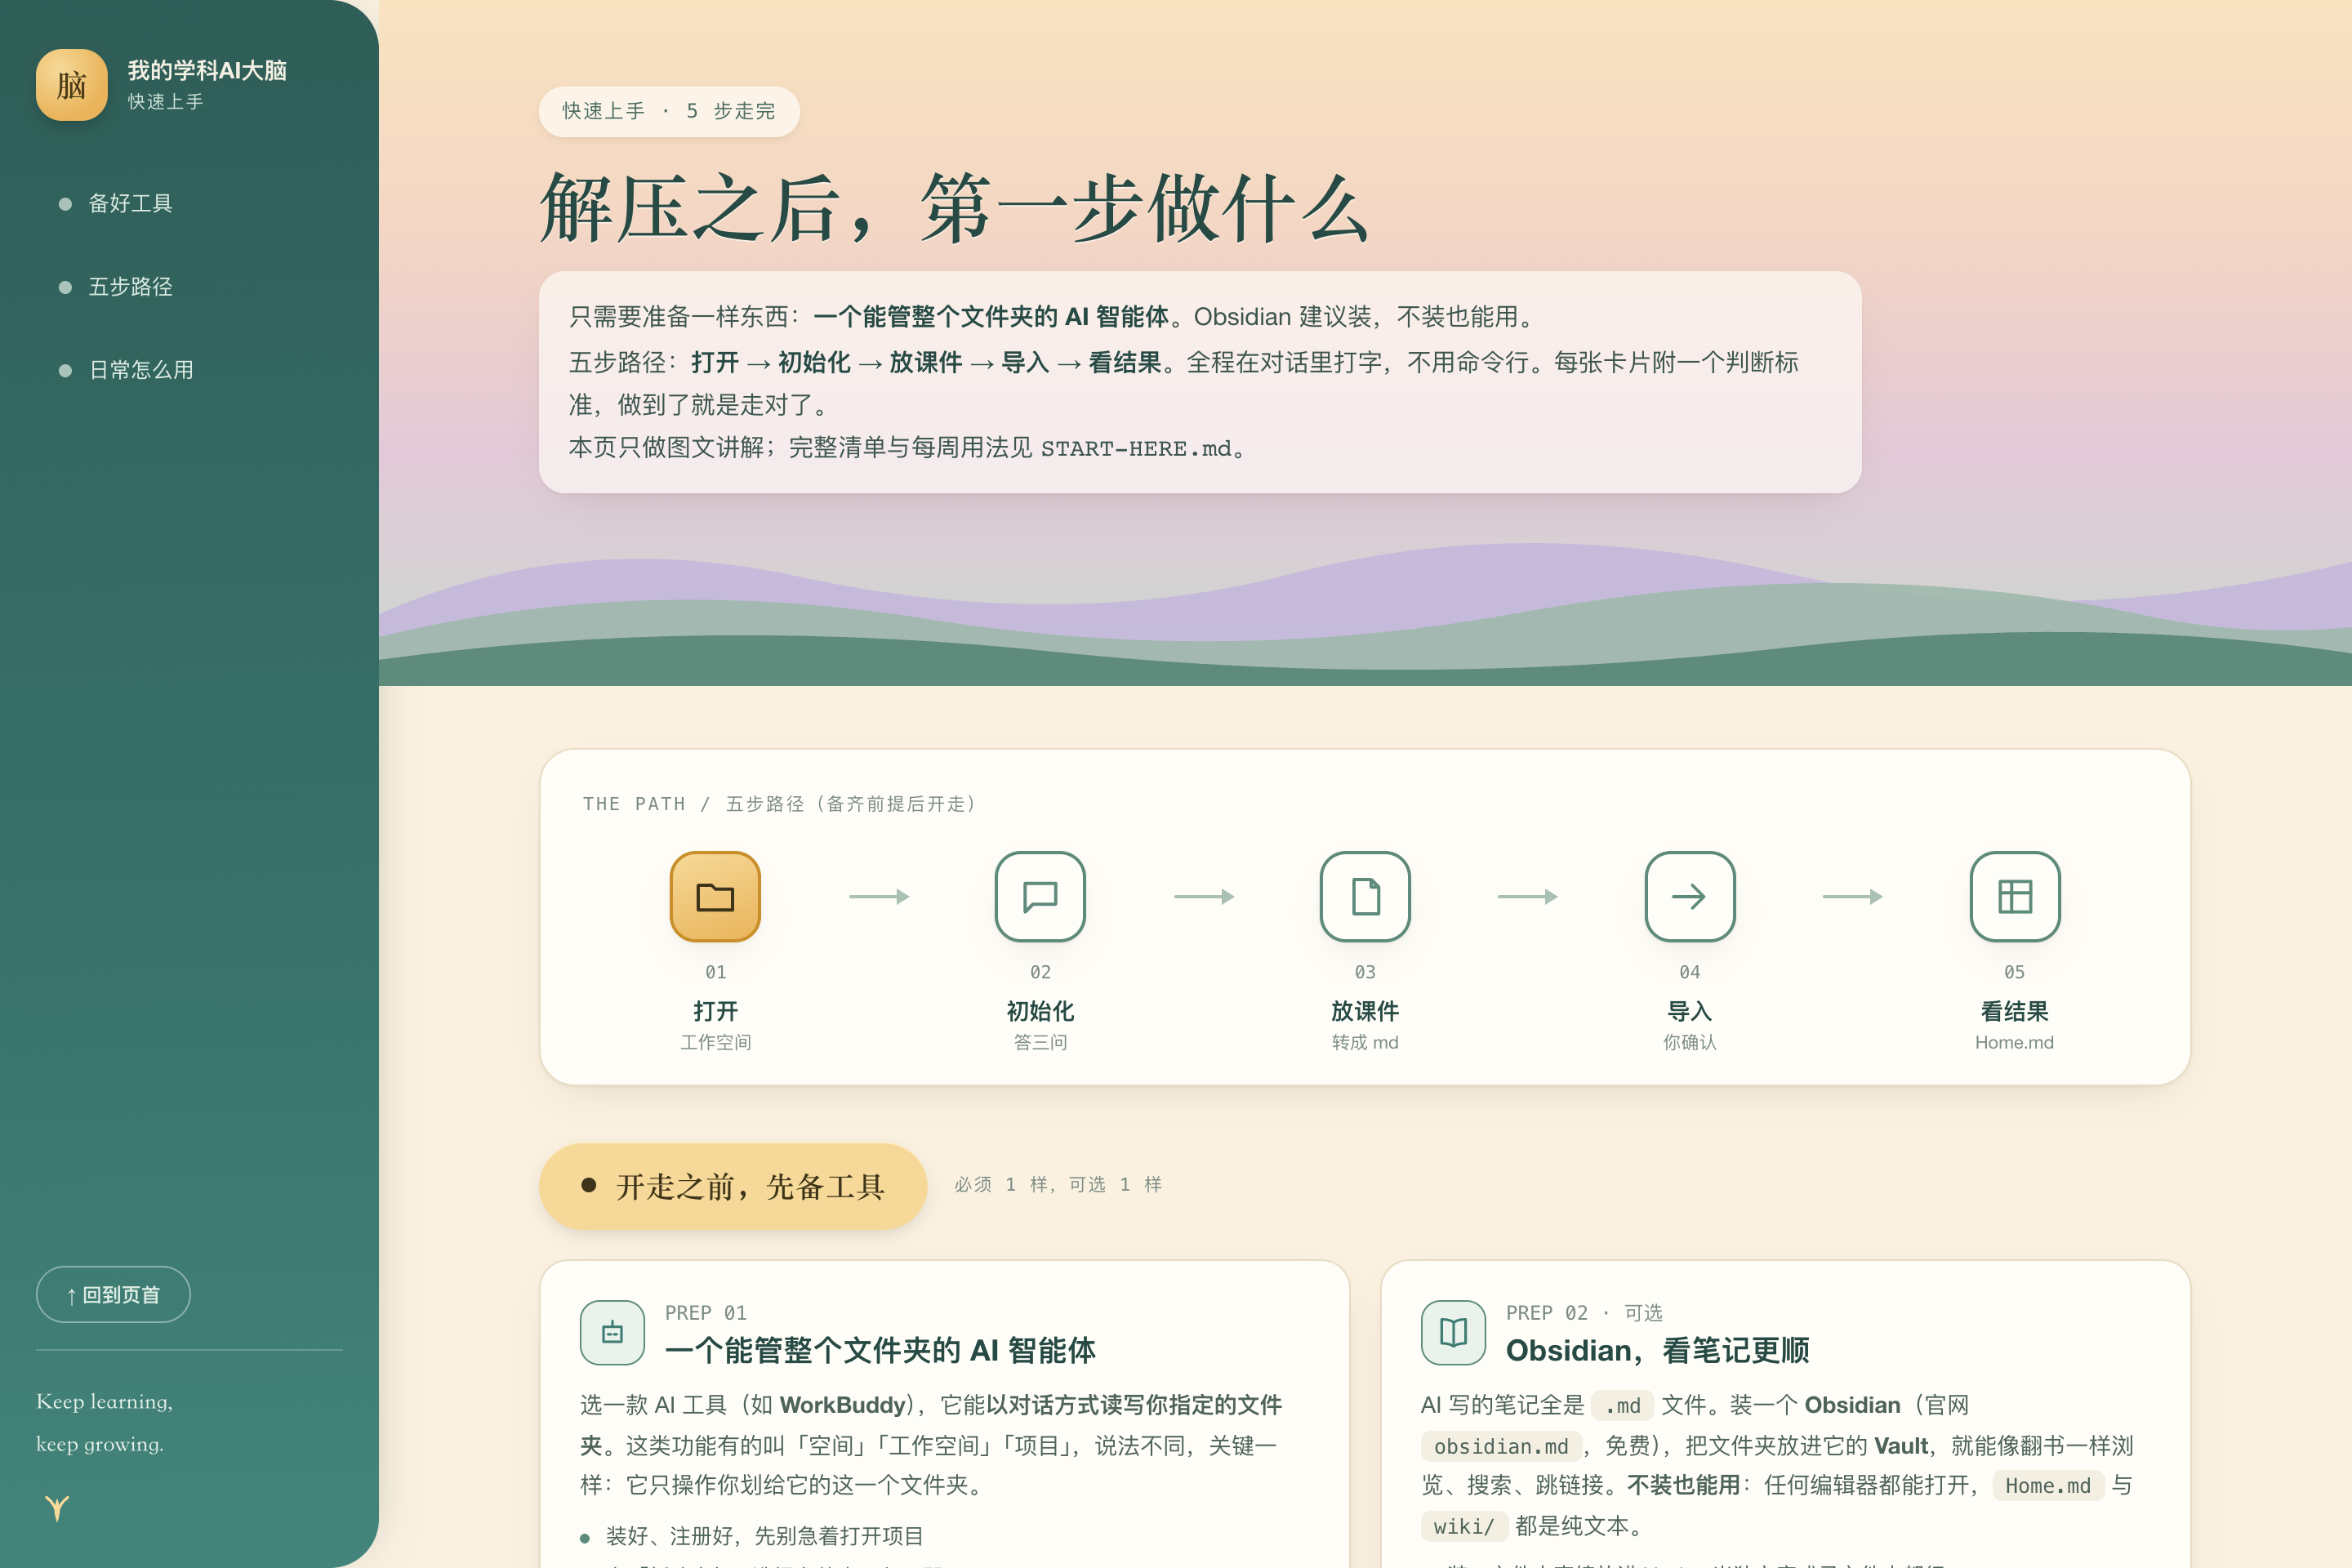 脑
我的学科AI大脑
快速上手
备好工具
五步路径
日常怎么用
↑ 回到页首
Keep learning,
keep growing.
快速上手 · 5 步走完
解压之后，第一步做什么
只需要准备一样东西：一个能管整个文件夹的 AI 智能体。Obsidian 建议装，不装也能用。
五步路径：打开 → 初始化 → 放课件 → 导入 → 看结果。全程在对话里打字，不用命令行。每张卡片附一个判断标
准，做到了就是走对了。
本页只做图文讲解；完整清单与每周用法见 START-HERE.md。
THE PATH / 五步路径（备齐前提后开走）
01
打开
工作空间
02
初始化
答三问
03
放课件
转成 md
04
导入
你确认
05
看结果
Home.md
开走之前，先备工具
必须 1 样，可选 1 样
PREP 01
一个能管整个文件夹的 AI 智能体
选一款 AI 工具（如 WorkBuddy），它能以对话方式读写你指定的文件
夹。这类功能有的叫「空间」「工作空间」「项目」，说法不同，关键一
样：它只操作你划给它的这一个文件夹。
装好、注册好，先别急着打开项目
PREP 02 · 可选
Obsidian，看笔记更顺
AI 写的笔记全是 .md 文件。装一个 Obsidian（官网
obsidian.md，免费），把文件夹放进它的 Vault，就能像翻书一样浏
览、搜索、跳链接。不装也能用：任何编辑器都能打开，Home.md 与
wiki/ 都是纯文本。